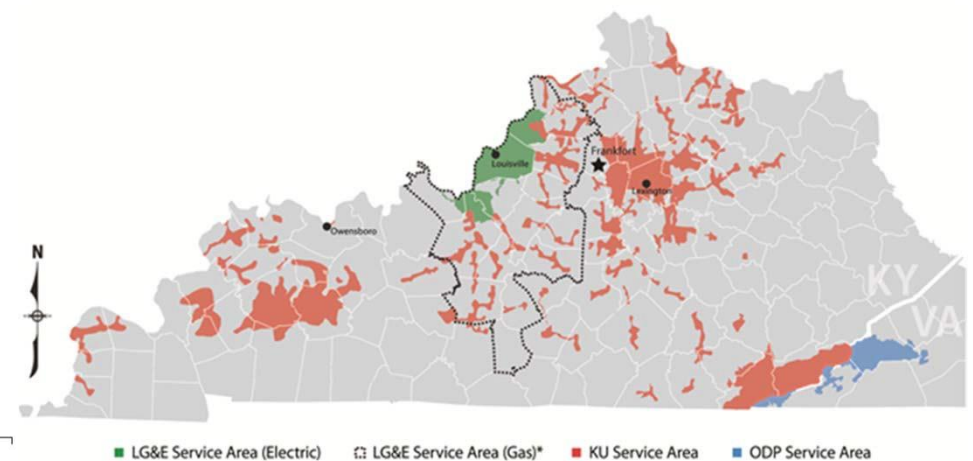 Frankfort
Louisville
Lexington
Owensboro
N
KY
VA
LG&E Service Area (Electric)
LG&E Service Area (Gas)*
KU Service Area
ODP Service Area